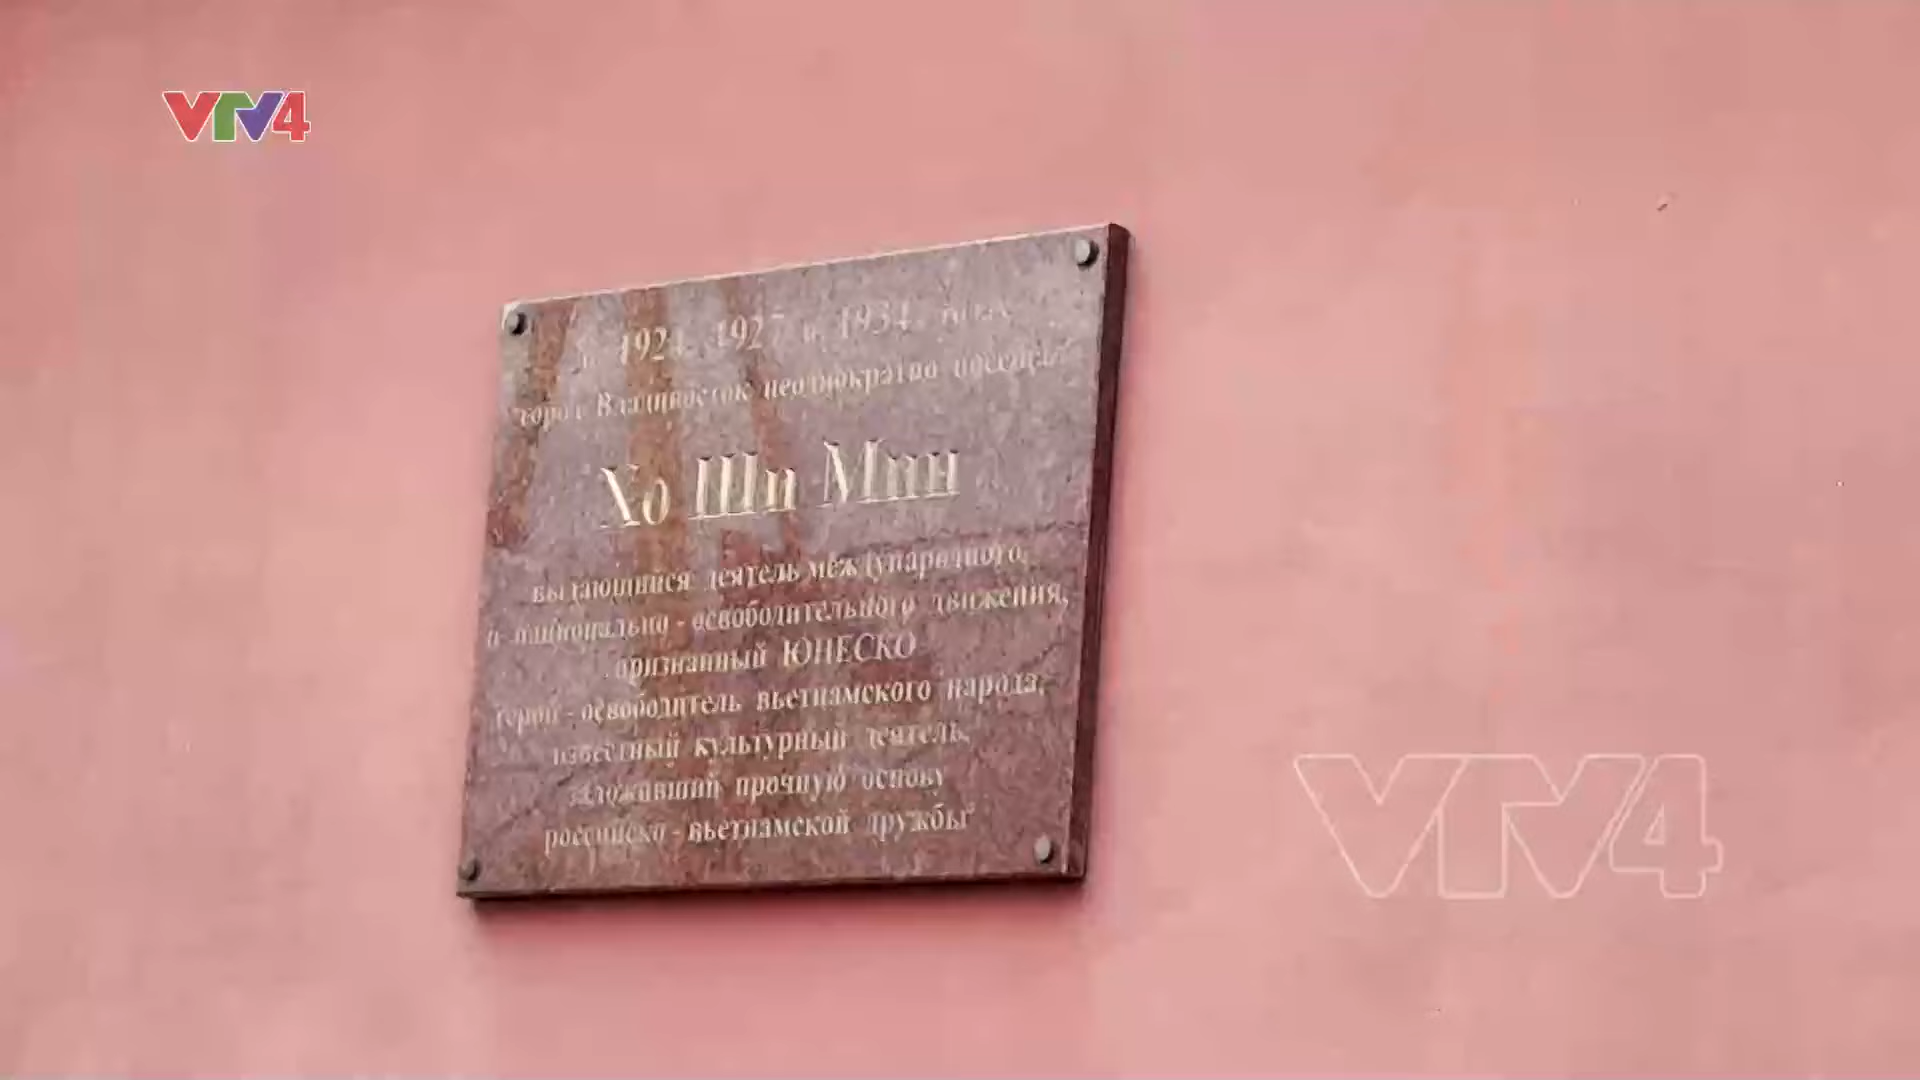 VTV4
В 1924, 1927 и 1934 годах
город Владивосток неоднократно посещал
Хо Ши Мин
выдающийся деятель международного,
и национально - освободительного движения,
признанный ЮНЕСКО
герой - освободитель вьетнамского народа,
известный культурный деятель,
заложивший прочную основу
российско - вьетнамской дружбы
VTV4